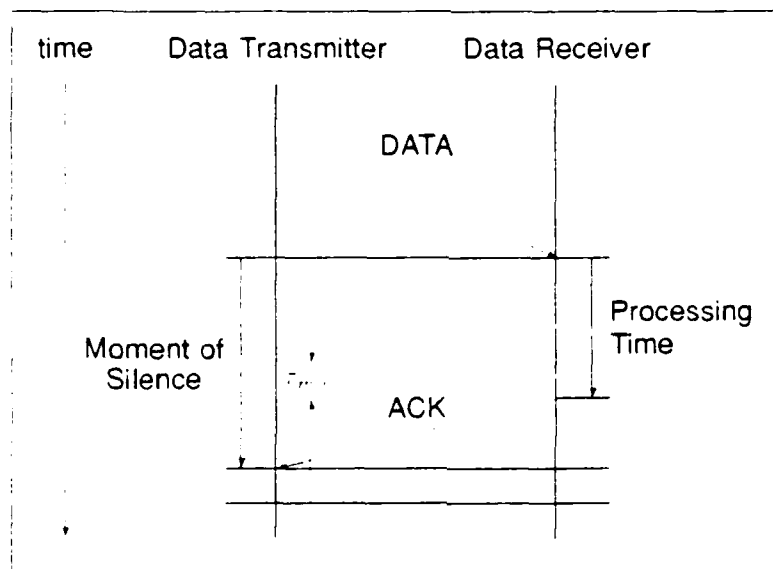 time
Data Transmitter
Data Receiver
DATA
Processing
Time
Moment of
Silence
ACK